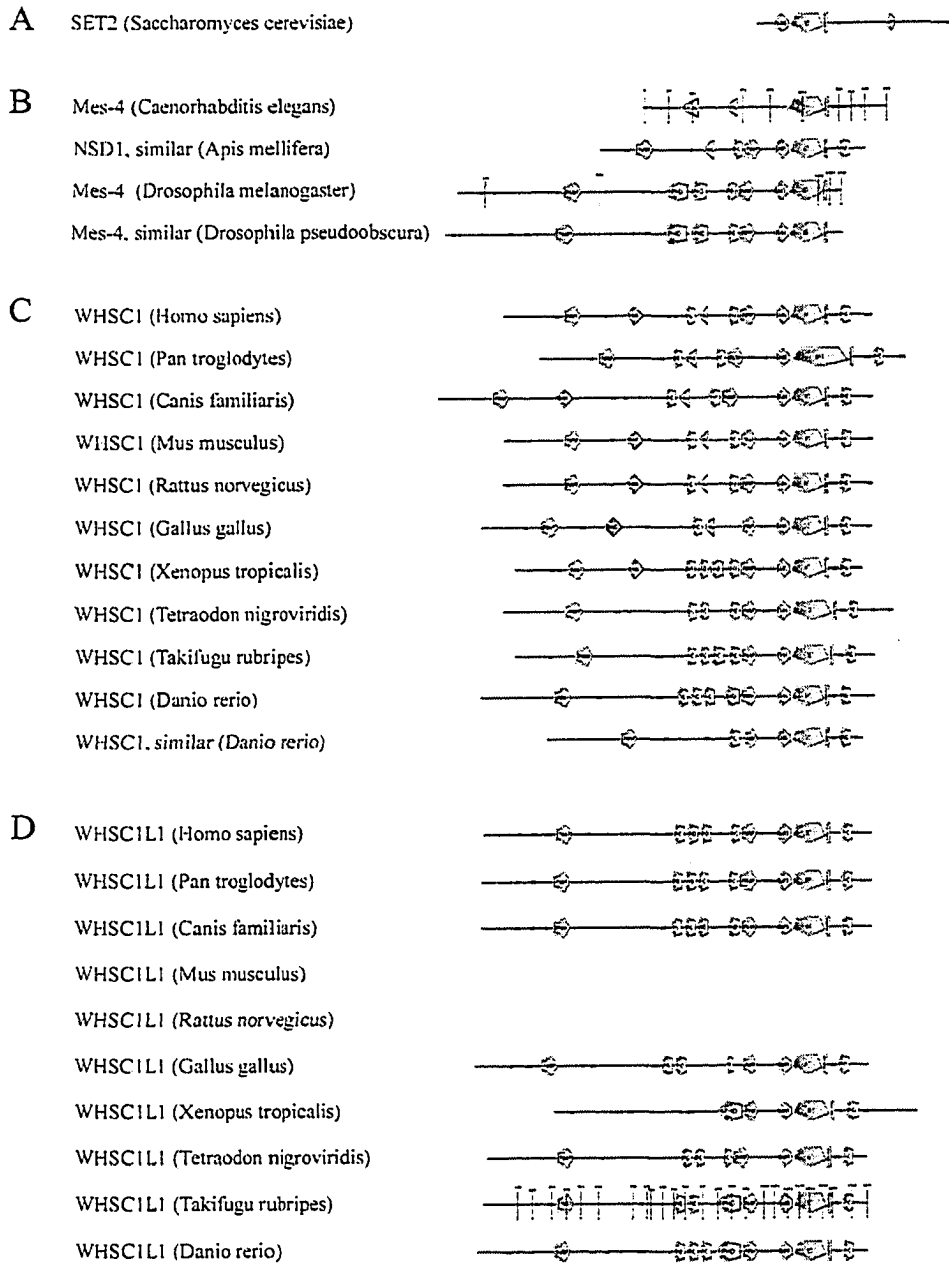 A SET2 (Saccharomyces cerevisiae)
B Mes-4 (Caenorhabditis elegans)
NSD1, similar (Apis mellifera)
Mes-4 (Drosophila melanogaster)
Mes-4, similar (Drosophila pseudoobscura)
C WHSC1 (Homo sapiens)
WHSC1 (Pan troglodytes)
WHSC1 (Canis familiaris)
WHSC1 (Mus musculus)
WHSC1 (Rattus norvegicus)
WHSC1 (Gallus gallus)
WHSC1 (Xenopus tropicalis)
WHSC1 (Tetraodon nigroviridis)
WHSC1 (Takifugu rubripes)
WHSC1 (Danio rerio)
WHSC1, similar (Danio rerio)
D WHSC1L1 (Homo sapiens)
WHSC1L1 (Pan troglodytes)
WHSC1L1 (Canis familiaris)
WHSC1L1 (Mus musculus)
WHSC1L1 (Rattus norvegicus)
WHSC1L1 (Gallus gallus)
WHSC1L1 (Xenopus tropicalis)
WHSC1L1 (Tetraodon nigroviridis)
WHSC1L1 (Takifugu rubripes)
WHSC1L1 (Danio rerio)